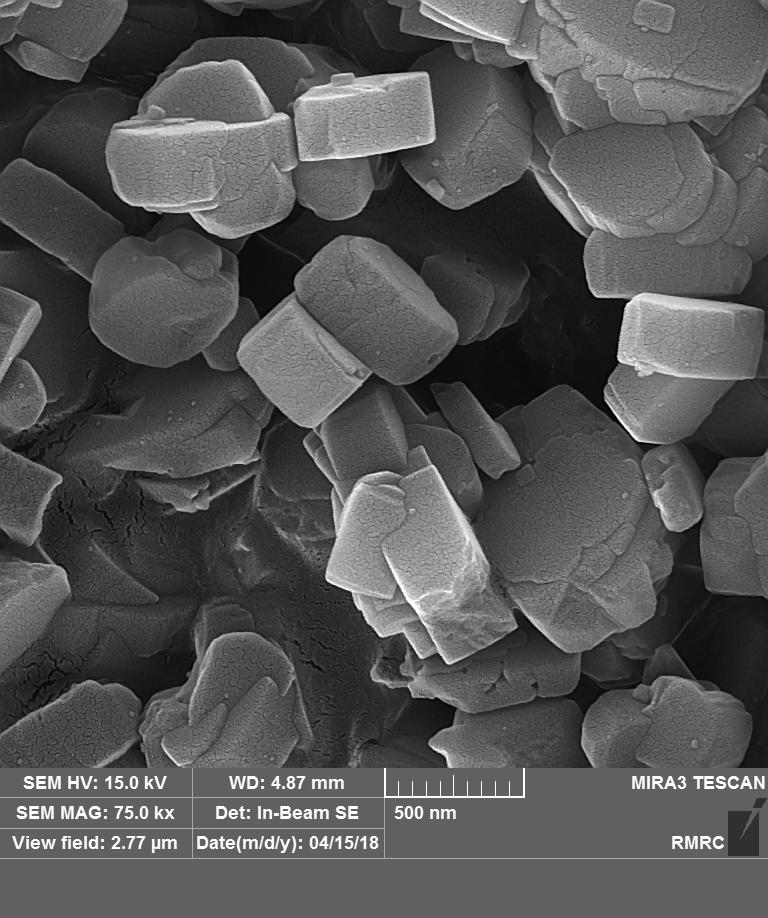 SEM HV: 15.0 kV
WD: 4.87 mm
MIRA3 TESCAN
SEM MAG: 75.0 kx
Det: In-Beam SE
500 nm
View field: 2.77 µm
Date(m/d/y): 04/15/18
RMRC